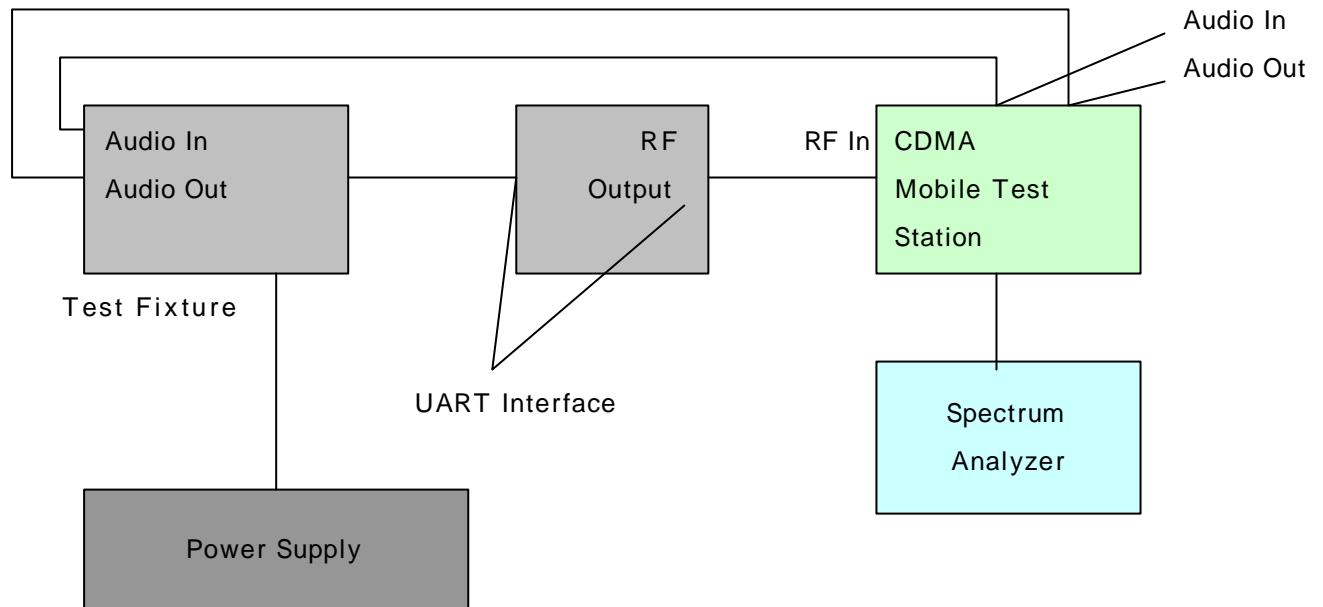 Audio In
Audio Out
Audio In
Audio Out
RF
Output
RF In
CDMA
Mobile Test
Station
Test Fixture
UART Interface
Spectrum
Analyzer
Power Supply